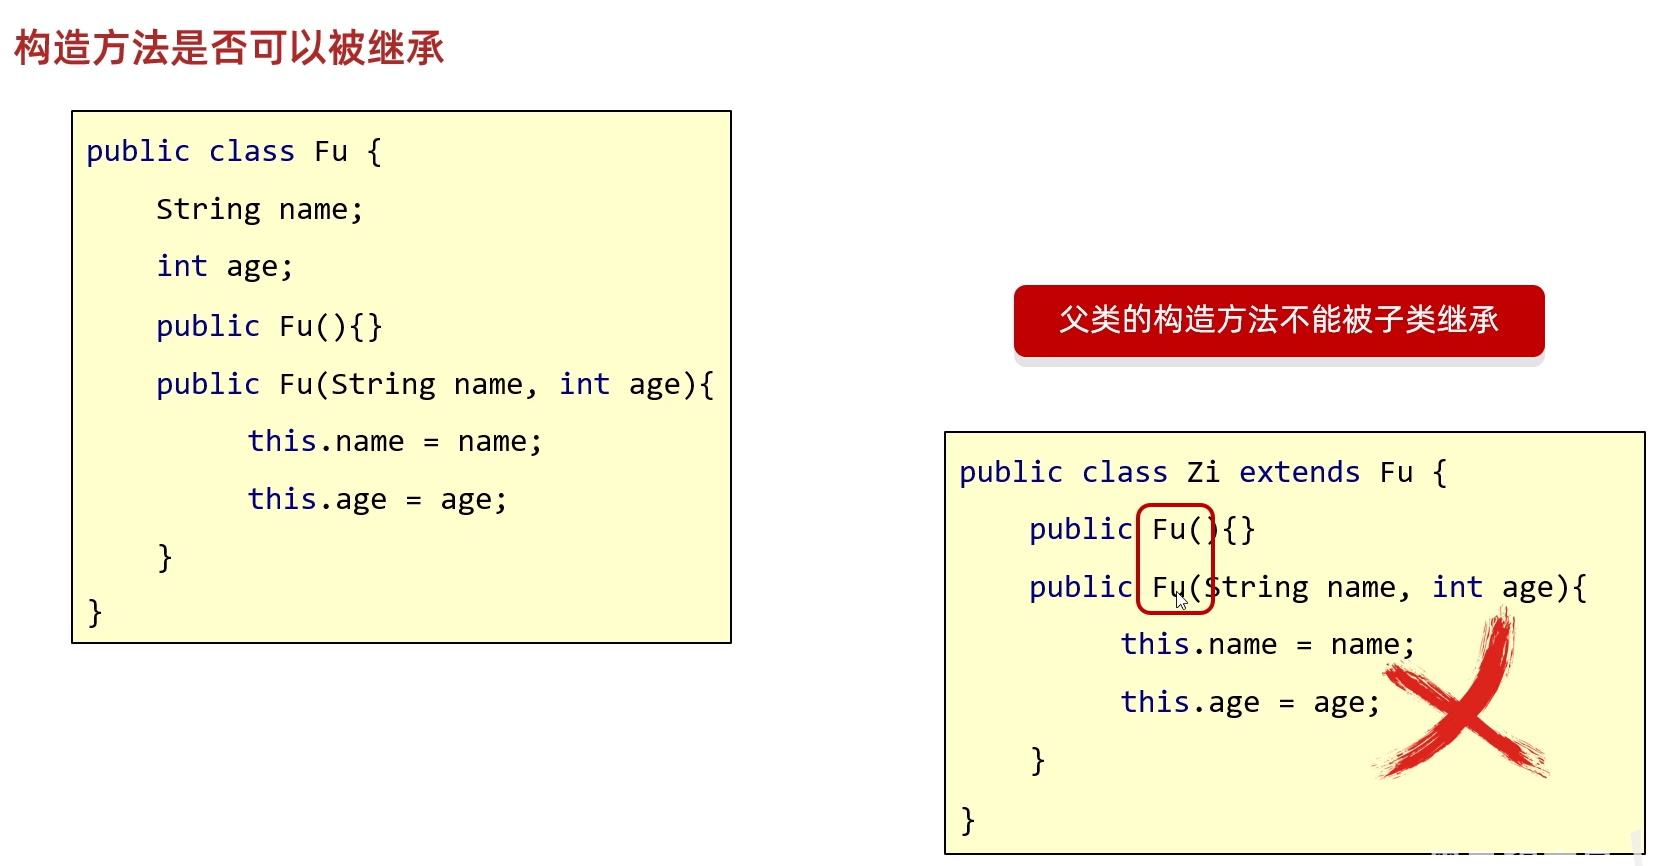 构造方法是否可以被继承
public class Fu {
String name;
int age;
public Fu(){}
public Fu(String name, int age){
this.name = name;
this.age = age;
}
}
父类的构造方法不能被子类继承
public class Zi extends Fu {
public Fu(){}
public Fu(String name, int age){
this.name = name;
this.age = age;
}
}